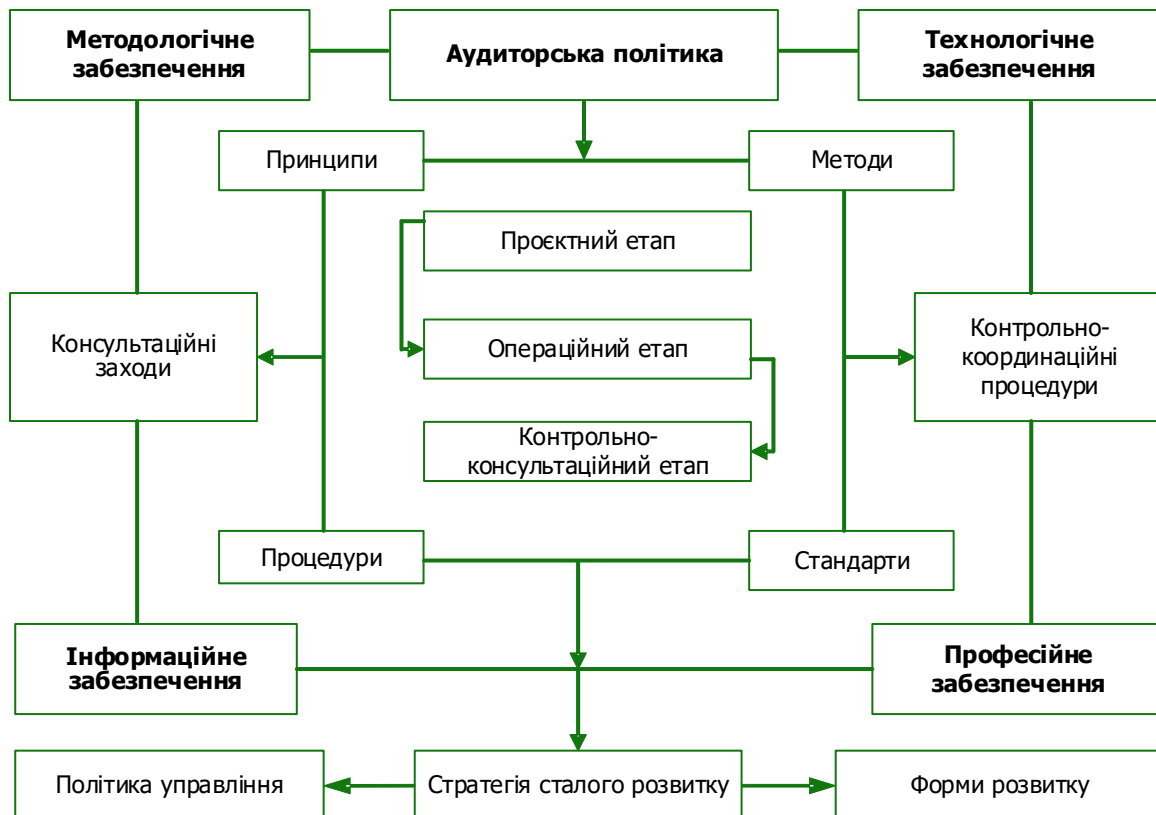 Методологічне
забезпечення
Аудиторська політика
Технологічне
забезпечення
Принципи
Методи
Проєктний етап
Консультаційні
заходи
Операційний етап
Контрольно-
координаційні
процедури
Контрольно-
консультаційний етап
Процедури
Стандарти
Інформаційне
забезпечення
Професійне
забезпечення
Політика управління
Стратегія сталого розвитку
Форми розвитку